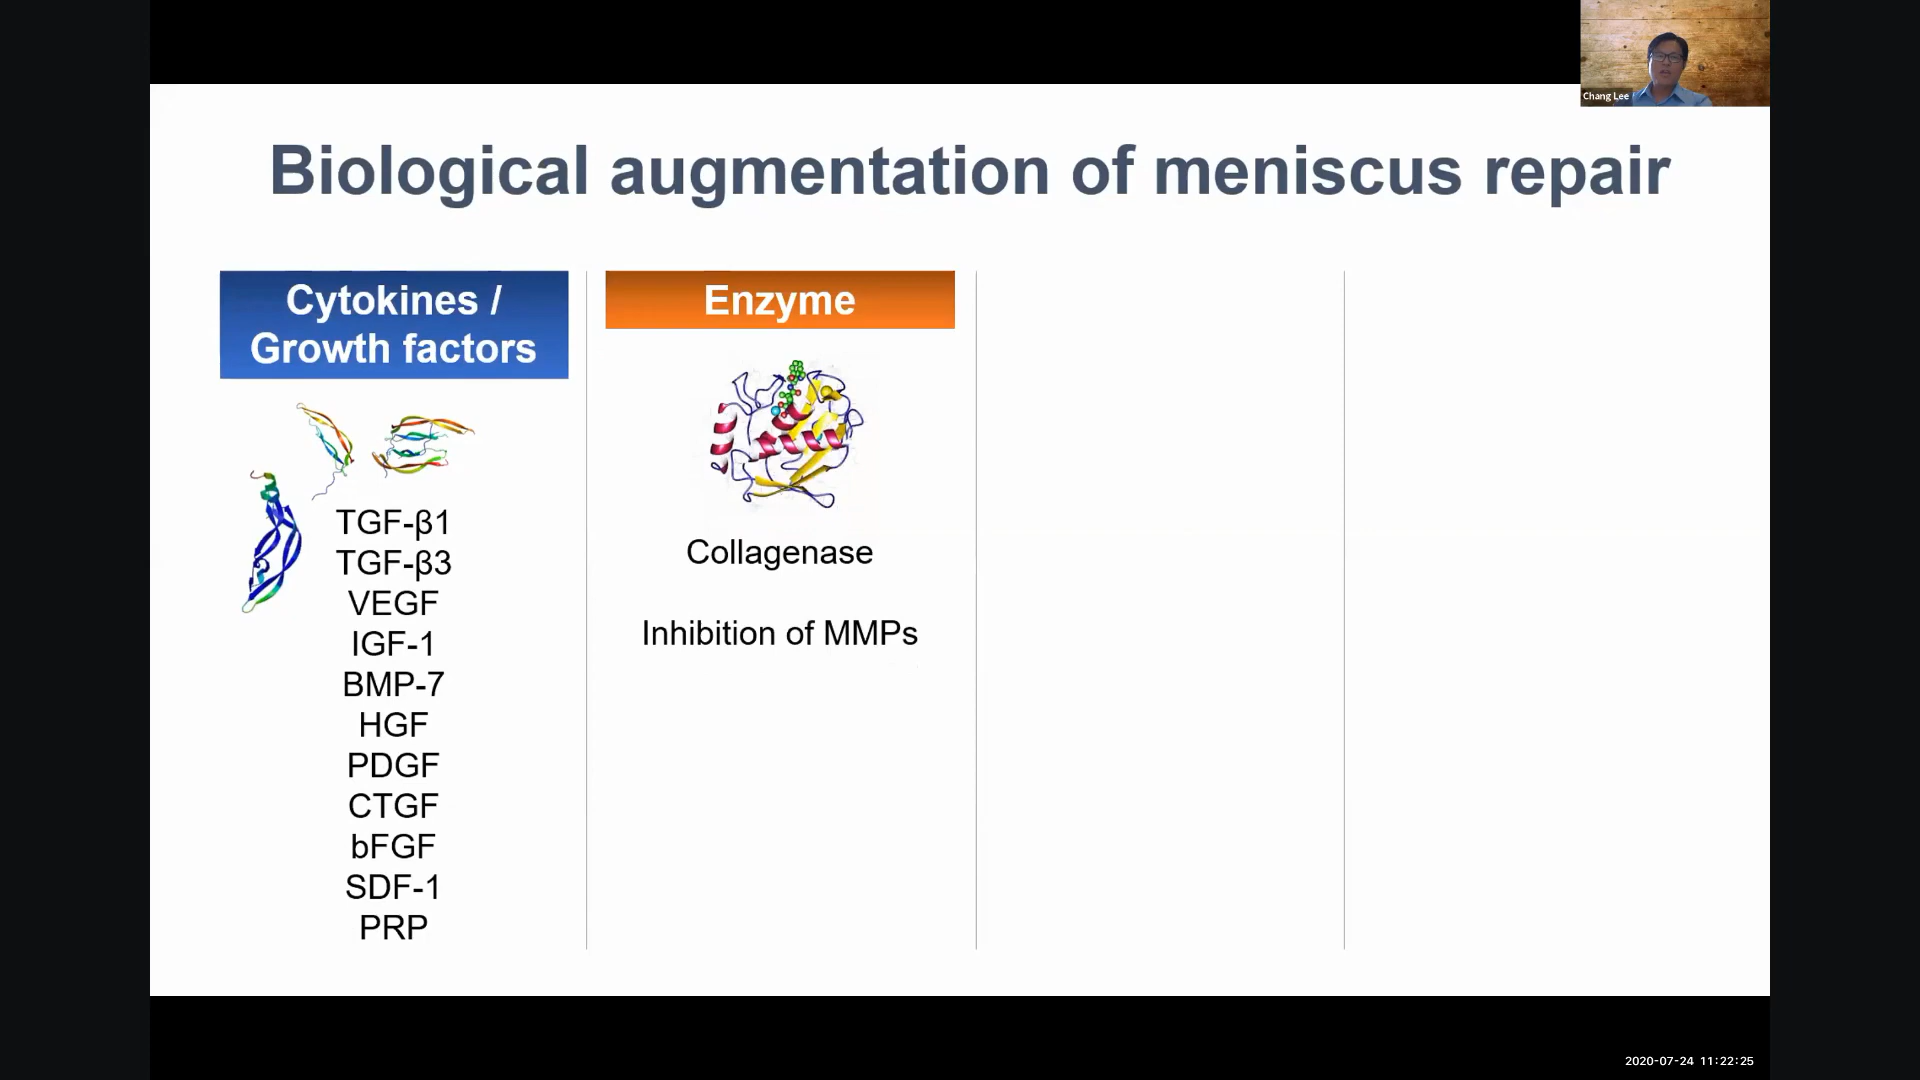 Chang Lee
Biological augmentation of meniscus repair
Cytokines /
Growth factors
TGF-β1
TGF-β3
VEGF
IGF-1
BMP-7
HGF
PDGF
CTGF
bFGF
SDF-1
PRP
Enzyme
Collagenase
Inhibition of MMPs
2020-07-24 11:22:25